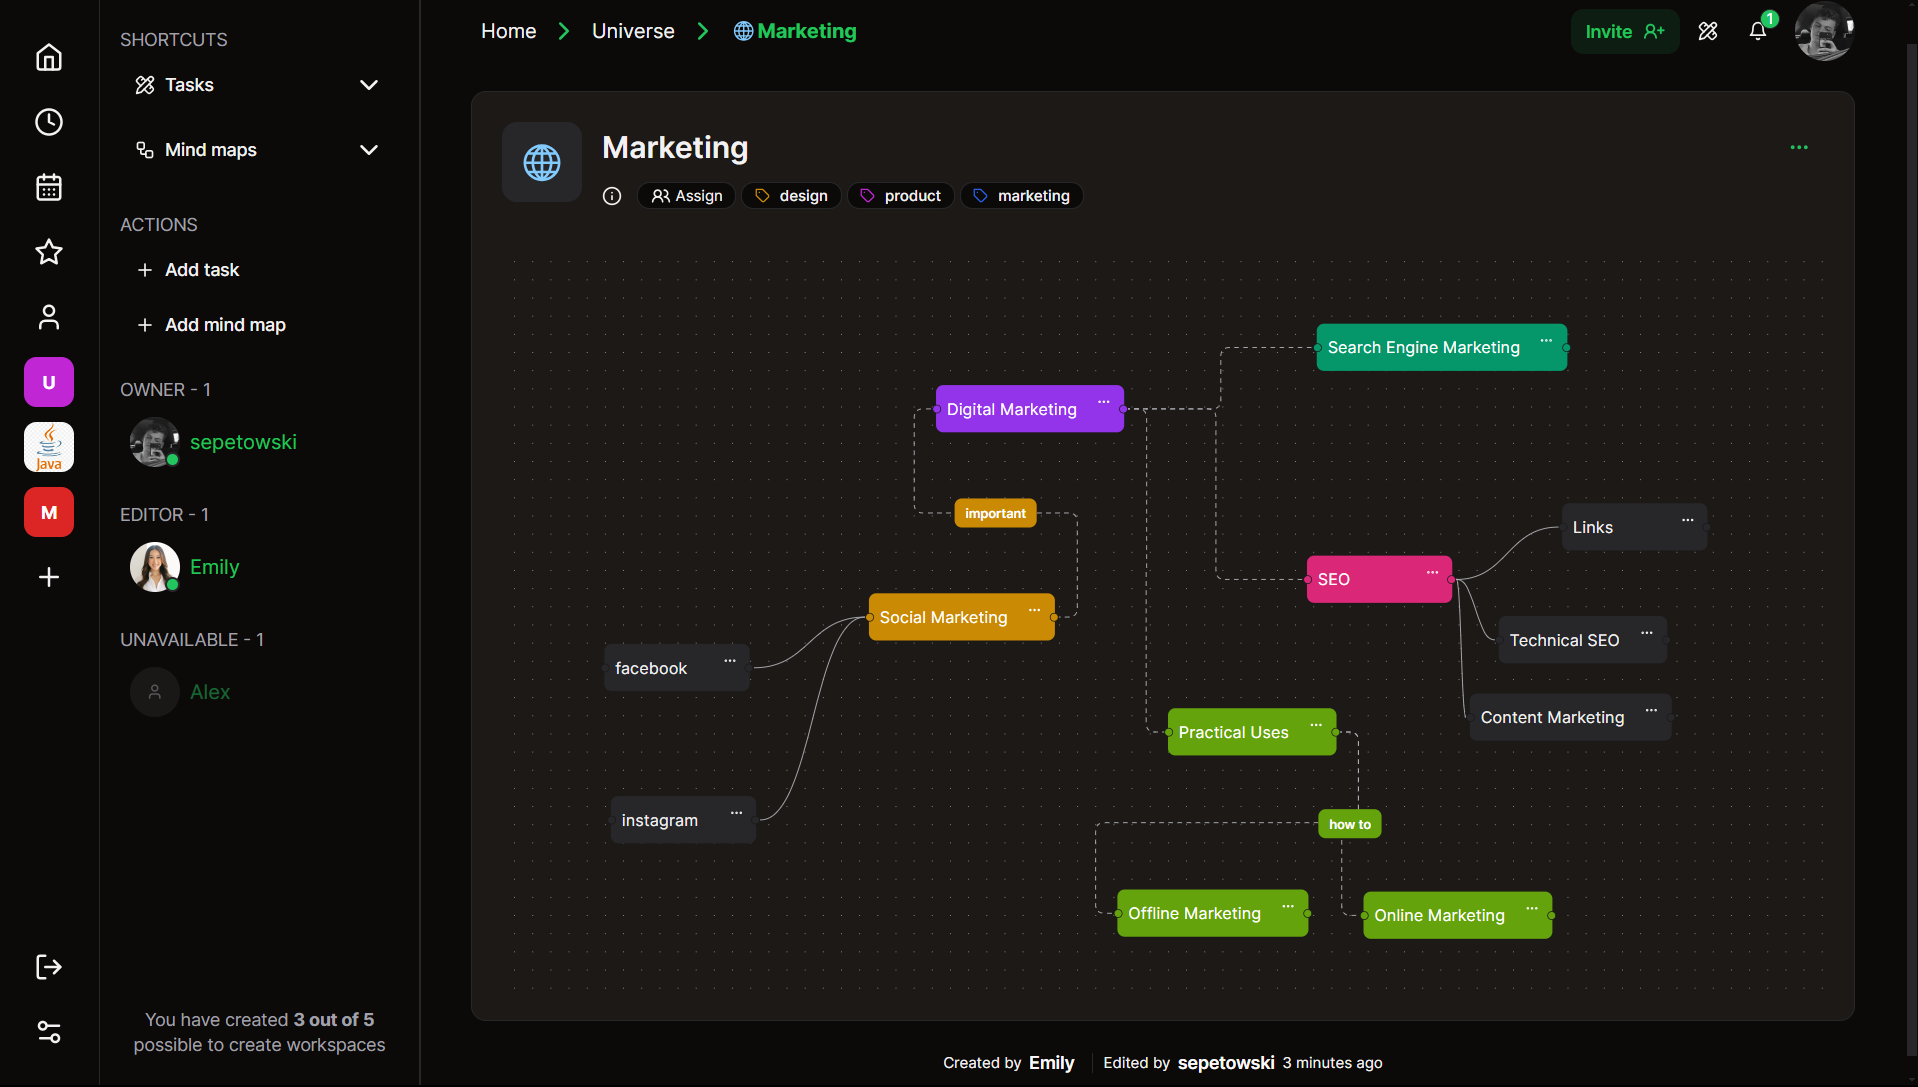 SHORTCUTS
Tasks
Mind maps
ACTIONS
Add task
Add mind map
OWNER - 1
sepetowski
EDITOR - 1
Emily
UNAVAILABLE - 1
Alex
U
Java
M
You have created 3 out of 5
possible to create workspaces
Home
Universe
Marketing
Invite
1
Marketing
Assign
design
product
marketing
Search Engine Marketing
Digital Marketing
important
Links
SEO
Social Marketing
Technical SEO
facebook
Content Marketing
Practical Uses
instagram
how to
Offline Marketing
Online Marketing
Created by Emily
Edited by sepetowski 3 minutes ago